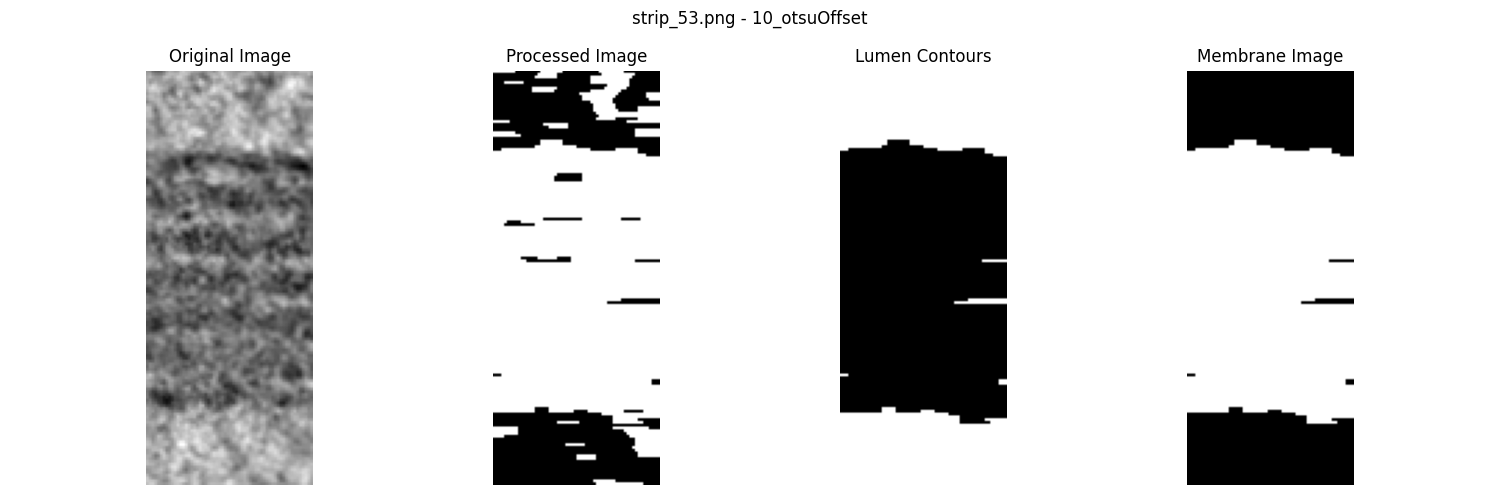 strip_53.png - 10_otsuOffset
Original Image
Processed Image
Lumen Contours
Membrane Image